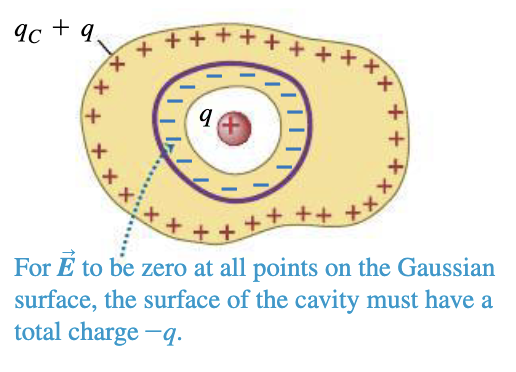 q_C + q
q
For \vec{E} to be zero at all points on the Gaussian
surface, the surface of the cavity must have a
total charge −q.